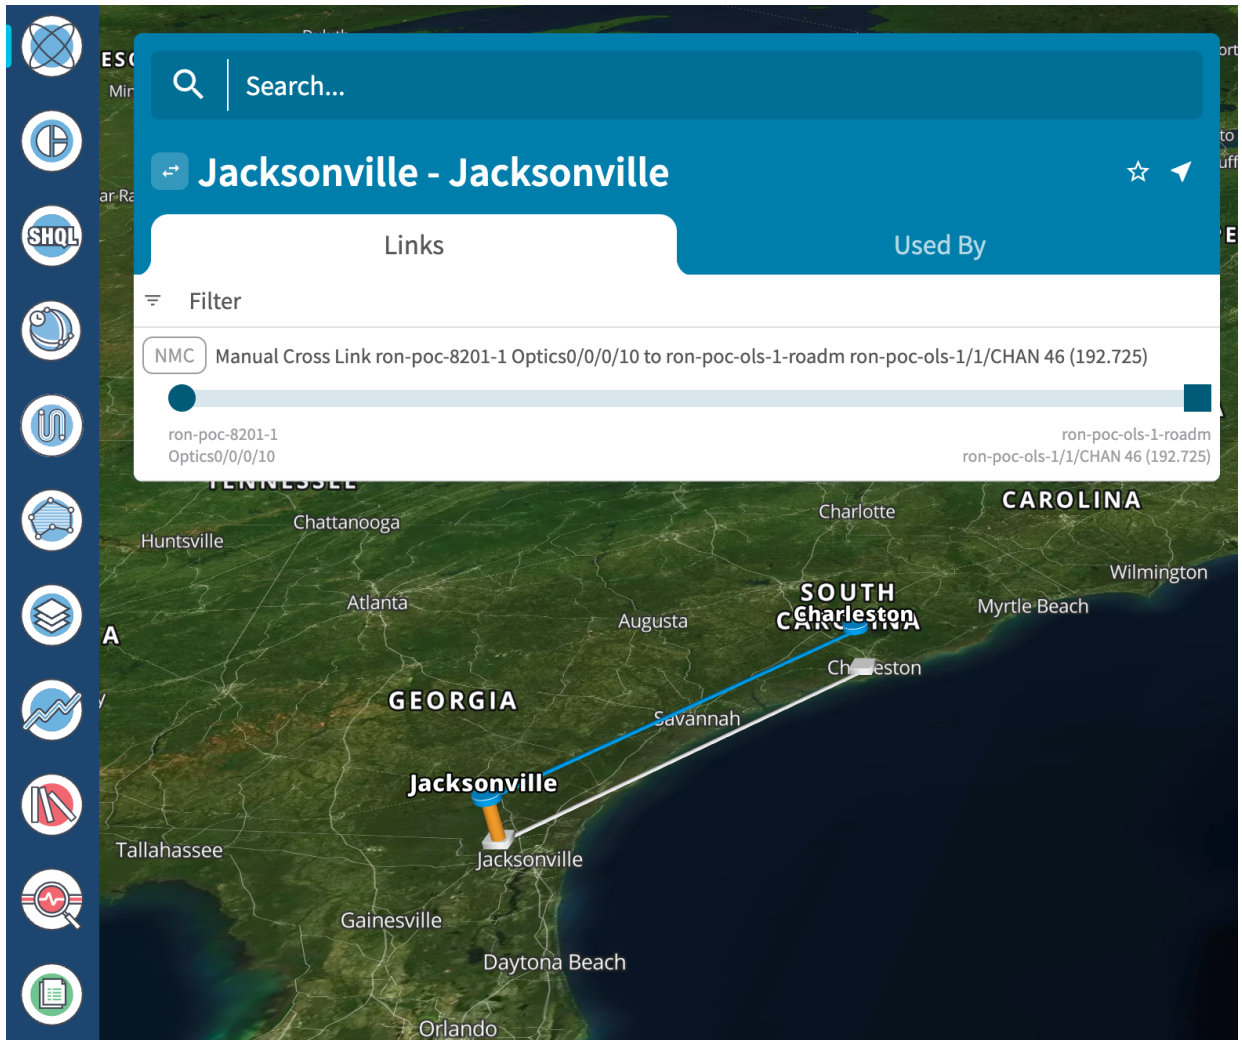 Search...
Jacksonville - Jacksonville
Links
Used By
Filter
NMC
Manual Cross Link ron-poc-8201-1 Optics0/0/0/10 to ron-poc-ols-1-roadm ron-poc-ols-1/1/CHAN 46 (192.725)
ron-poc-8201-1
ron-poc-ols-1-roadm
Optics0/0/0/10
ron-poc-ols-1/1/CHAN 46 (192.725)
SHQL
TENNESSEE
CAROLINA
Charlotte
Chattanooga
Huntsville
Wilmington
SOUTH
Atlanta
Myrtle Beach
Charleston
Augusta
CAROLINA
Charleston
GEORGIA
Savannah
Jacksonville
Tallahassee
Jacksonville
Gainesville
Daytona Beach
Orlando